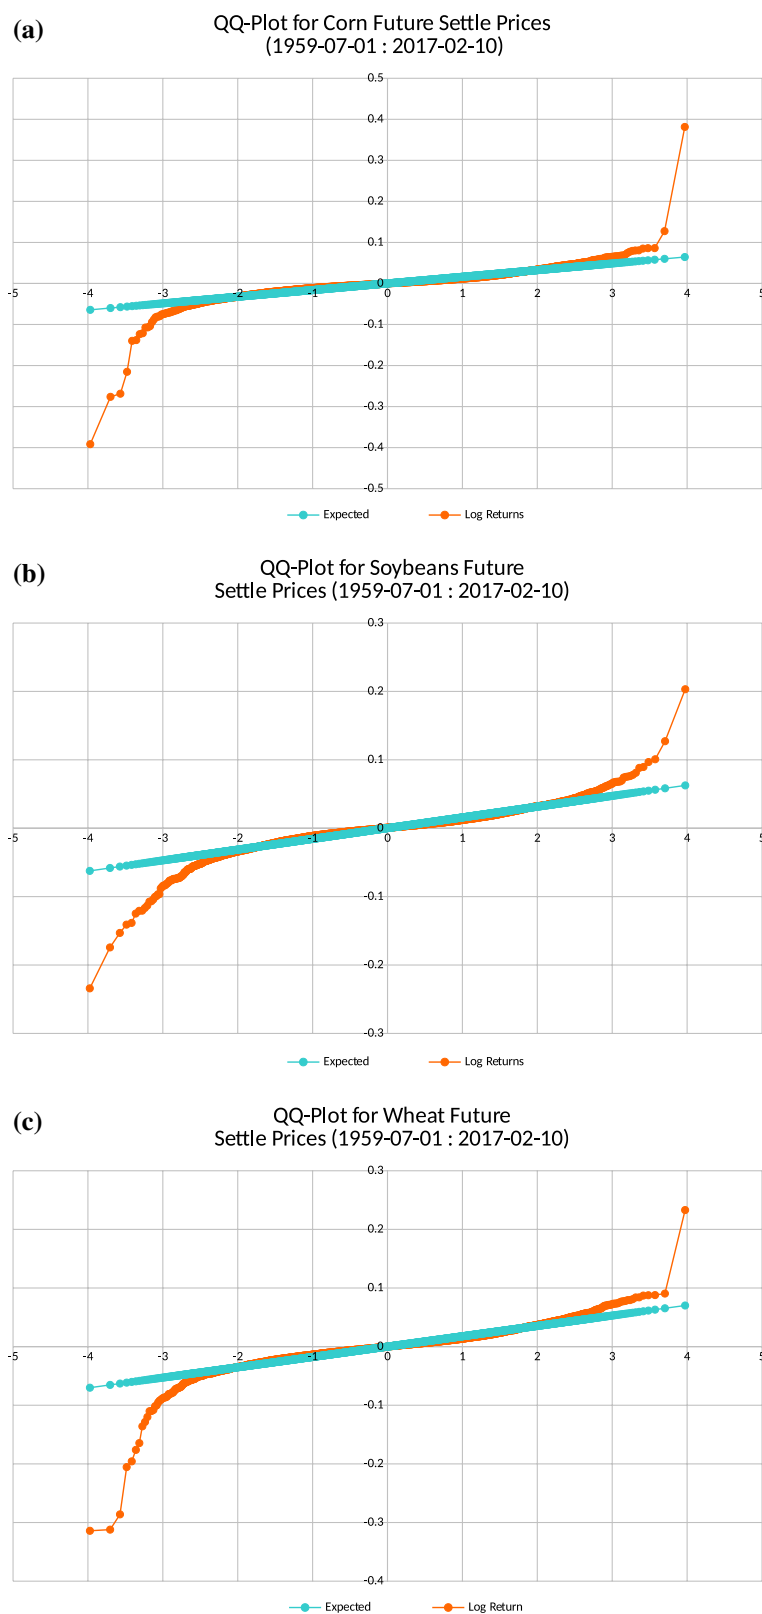 (a)
QQ-Plot for Corn Future Settle Prices
(1959-07-01 : 2017-02-10)
0.5
0.4
0.3
0.2
0.1
0
-5 -4 -3 -2 -1 0 1 2 3 4 5
-0.1
-0.2
-0.3
-0.4
-0.5
Expected Log Returns
(b)
QQ-Plot for Soybeans Future
Settle Prices (1959-07-01 : 2017-02-10)
0.3
0.2
0.1
0
-5 -4 -3 -2 -1 0 1 2 3 4 5
-0.1
-0.2
-0.3
Expected Log Returns
(c)
QQ-Plot for Wheat Future
Settle Prices (1959-07-01 : 2017-02-10)
0.3
0.2
0.1
0
-5 -4 -3 -2 -1 0 1 2 3 4 5
-0.1
-0.2
-0.3
-0.4
Expected Log Return